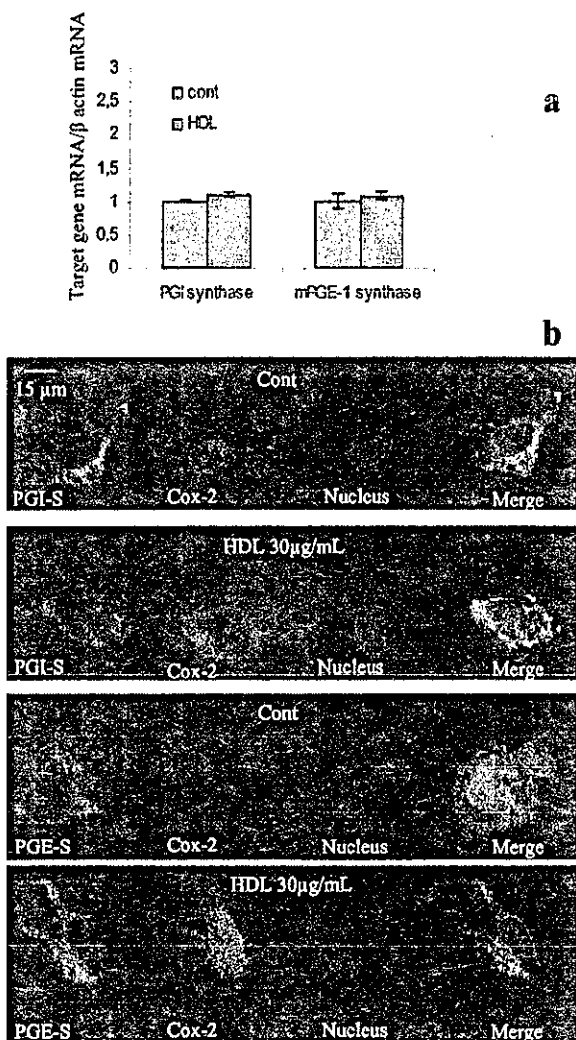 a
Target gene mRNA/β actin mRNA
3
2,5
2
1,5
1
0,5
0
cont
HDL
PGI synthase
mPGE-1 synthase
b
Cont
15 μm
PGI-S Cox-2 Nucleus Merge
HDL 30μg/mL
PGI-S Cox-2 Nucleus Merge
Cont
PGE-S Cox-2 Nucleus Merge
HDL 30μg/mL
PGE-S Cox-2 Nucleus Merge